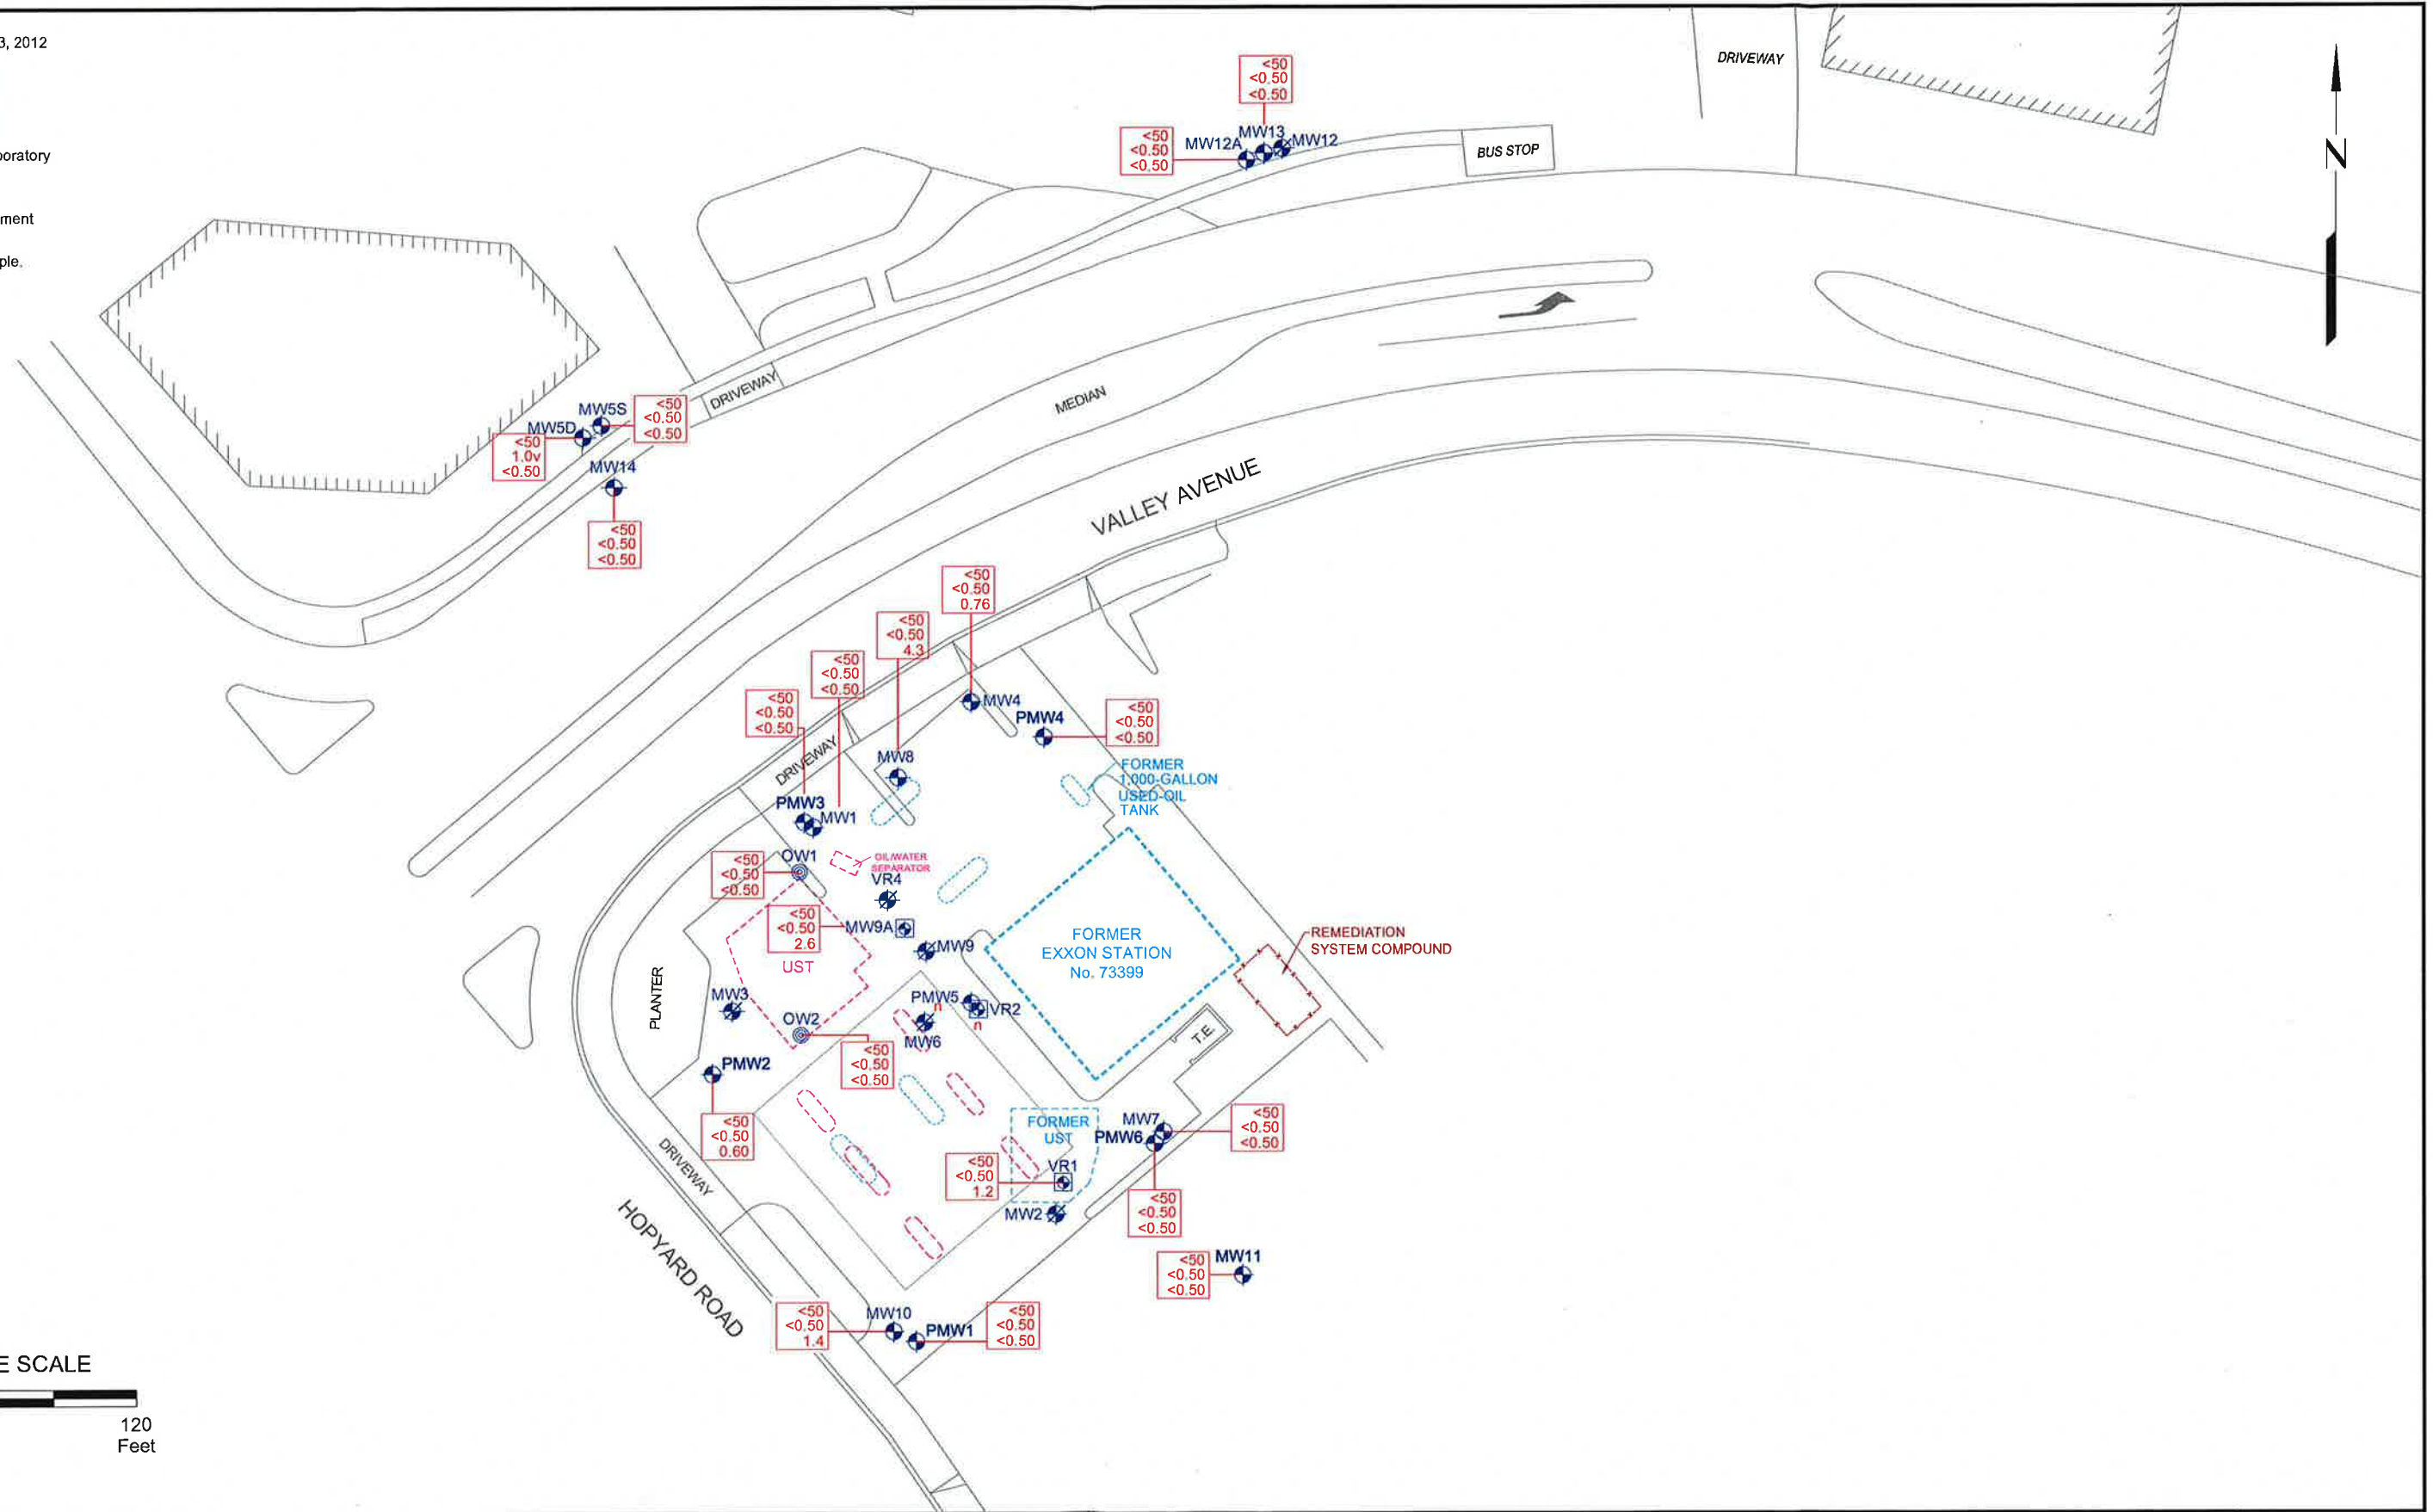 3, 2012
boratory
ment
ple.
E SCALE
120
Feet
DRIVEWAY
N
<50
<0.50
<0.50
MW13
MW12
MW12A
<50
<0.50
<0.50
BUS STOP
MW5S
<50
<0.50
<0.50
MW5D
<50
1.0v
<0.50
MW14
<50
<0.50
<0.50
DRIVEWAY
MEDIAN
VALLEY AVENUE
<50
<0.50
0.76
MW4
<50
<0.50
4.3
MW8
<50
<0.50
<0.50
MW1
<50
<0.50
<0.50
PMW3
PMW4
<50
<0.50
<0.50
DRIVEWAY
FORMER
1,000-GALLON
USED-OIL
TANK
OW1
<50
<0.50
<0.50
OIL/WATER
SEPARATOR
VR4
<50
<0.50
2.6
MW9A
MW9
UST
PLANTER
MW3
OW2
<50
<0.50
<0.50
PMW5
n
VR2
n
MW6
FORMER
EXXON STATION
No. 73399
REMEDIATION
SYSTEM COMPOUND
T.E.
PMW2
<50
<0.50
0.60
DRIVEWAY
HOPYARD ROAD
FORMER
UST
MW7
<50
<0.50
<0.50
PMW6
<50
<0.50
<0.50
VR1
<50
<0.50
1.2
MW2
MW11
<50
<0.50
<0.50
MW10
<50
<0.50
1.4
PMW1
<50
<0.50
<0.50